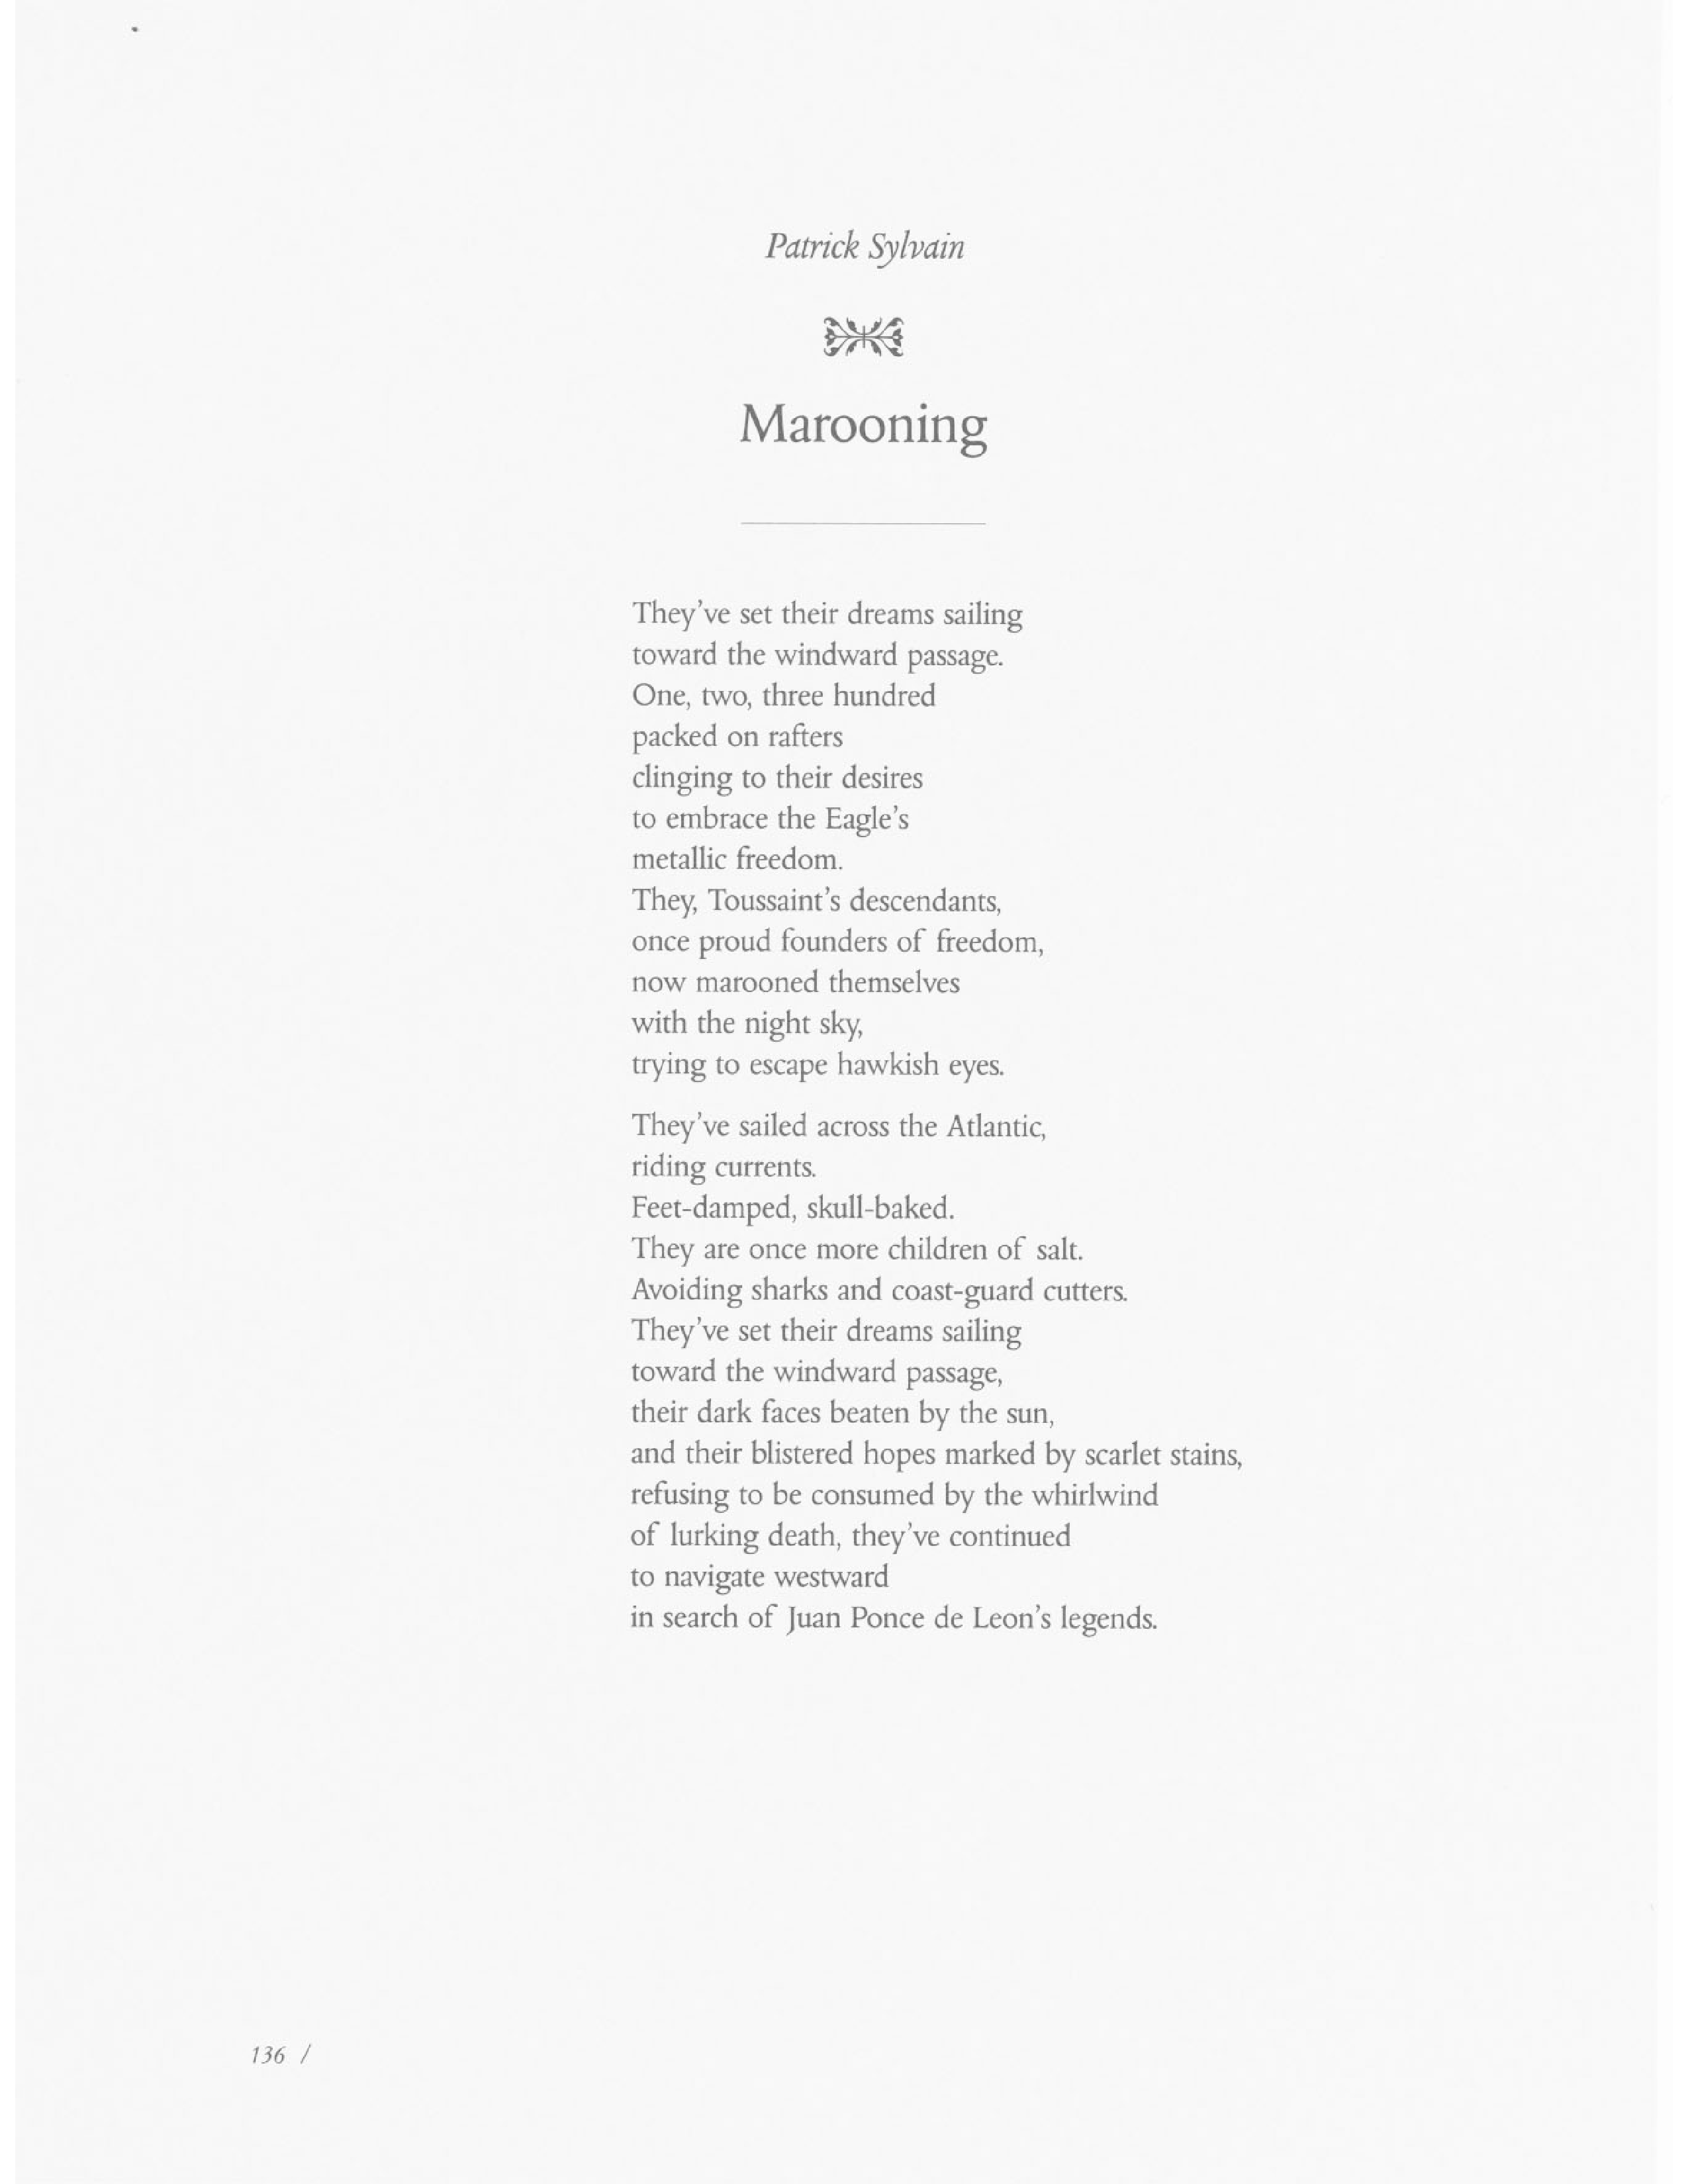 Patrick Sylvain
Marooning
They've set their dreams sailing
toward the windward passage.
One, two, three hundred
packed on rafters
clinging to their desires
to embrace the Eagle's
metallic freedom.
They, Toussaint's descendants,
once proud founders of freedom,
now marooned themselves
with the night sky,
trying to escape hawkish eyes.
They've sailed across the Atlantic,
riding currents.
Feet-damped, skull-baked.
They are once more children of salt.
Avoiding sharks and coast-guard cutters.
They've set their dreams sailing
toward the windward passage,
their dark faces beaten by the sun,
and their blistered hopes marked by scarlet stains,
refusing to be consumed by the whirlwind
of lurking death, they've continued
to navigate westward
in search of Juan Ponce de Leon's legends.
136 /